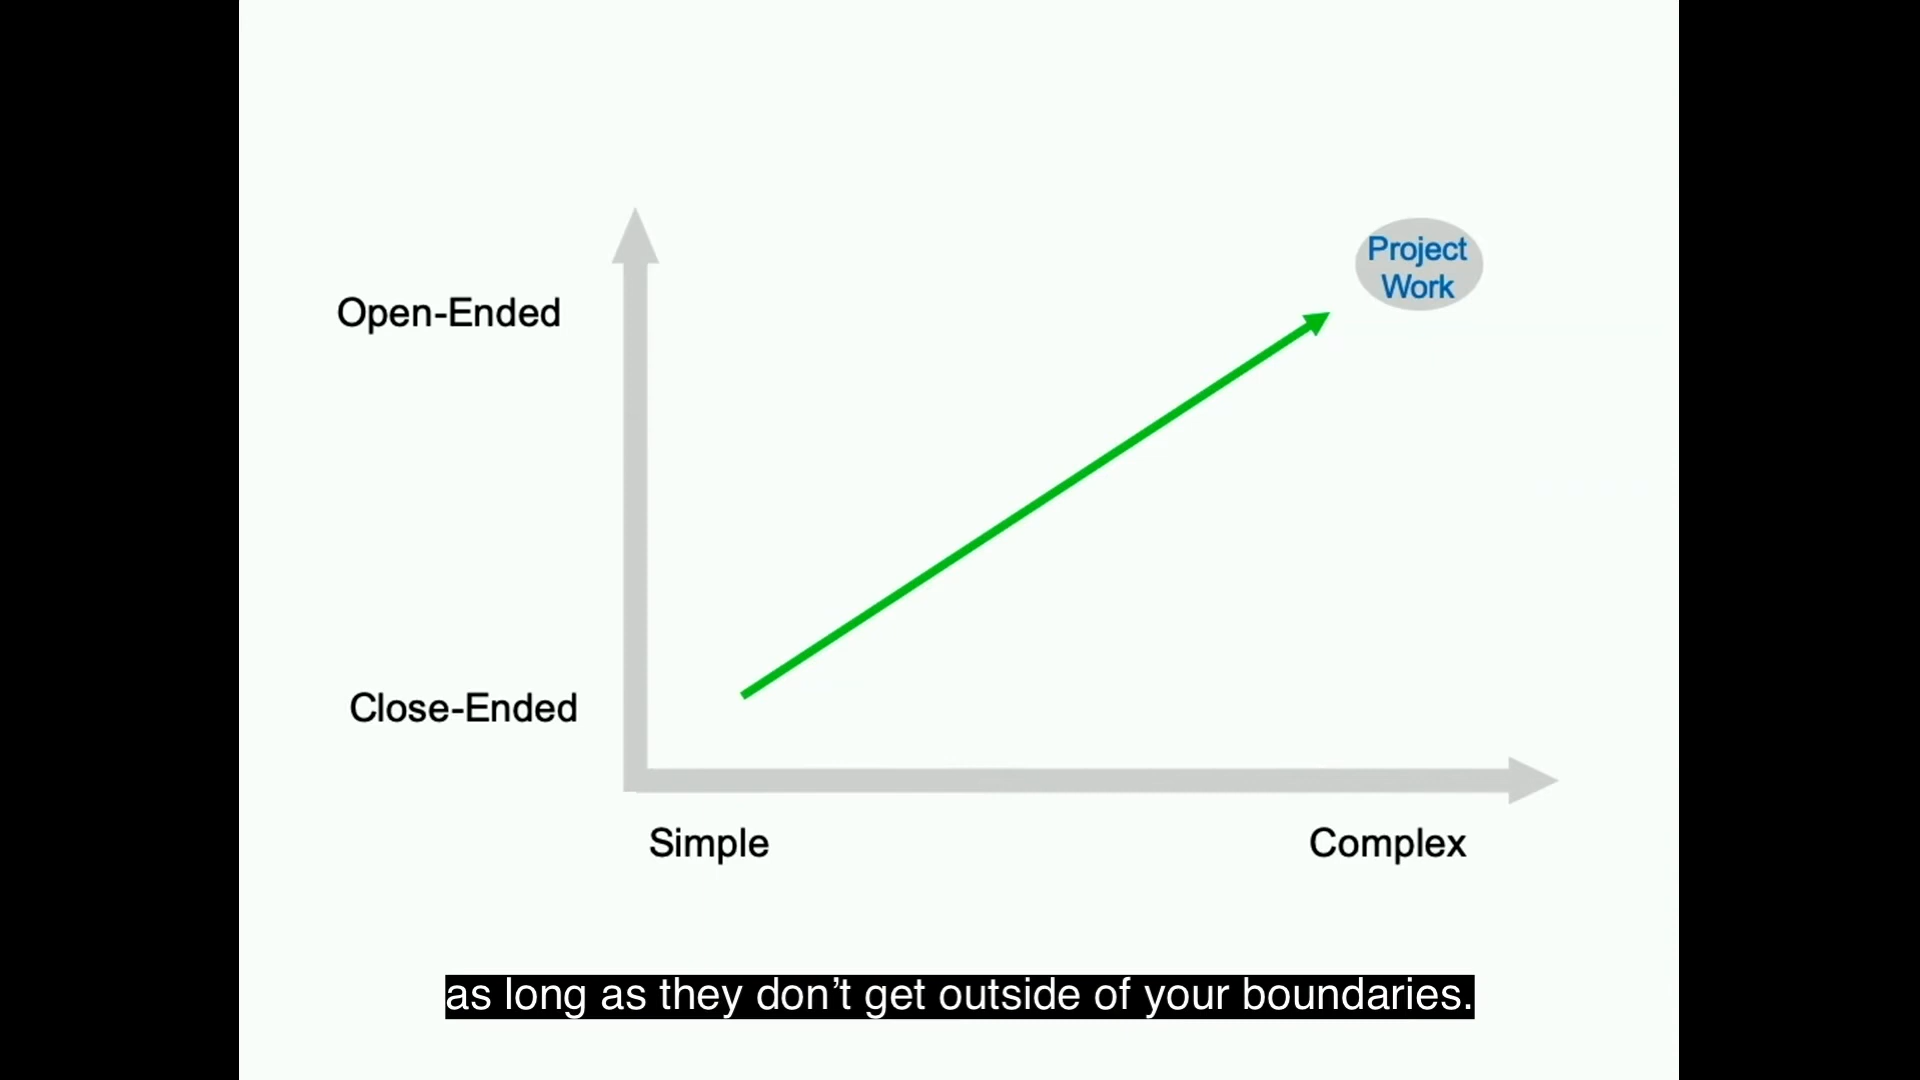 Project
Work
Open-Ended
Close-Ended
Simple
Complex
as long as they don't get outside of your boundaries.